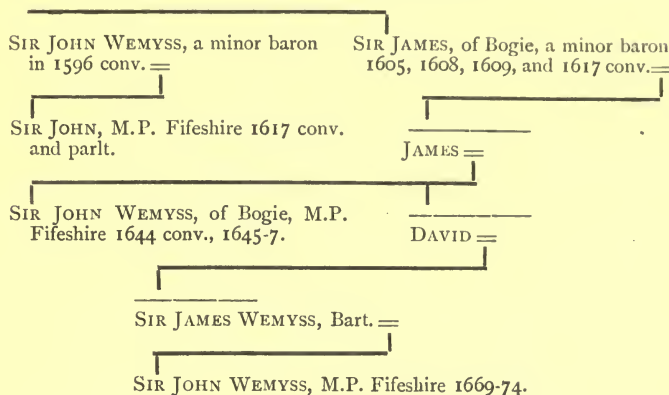 SIR JOHN WEMYSS, a minor baron
in 1596 conv. =
SIR JAMES, of Bogie, a minor baron
1605, 1608, 1609, and 1617 conv. =
SIR JOHN, M.P. Fifeshire 1617 conv.
and parlt.
JAMES =
SIR JOHN WEMYSS, of Bogie, M.P.
Fifeshire 1644 conv., 1645-7.
DAVID =
SIR JAMES WEMYSS, Bart. =
SIR JOHN WEMYSS, M.P. Fifeshire 1669-74.